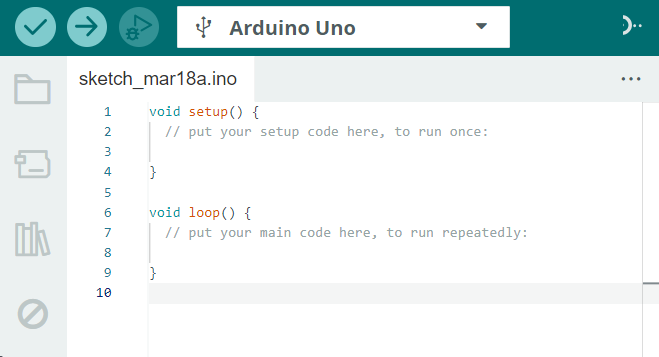 Arduino Uno
sketch_mar18a.ino
1 void setup() {
2 // put your setup code here, to run once:
3
4 }
5
6 void loop() {
7 // put your main code here, to run repeatedly:
8
9 }
10